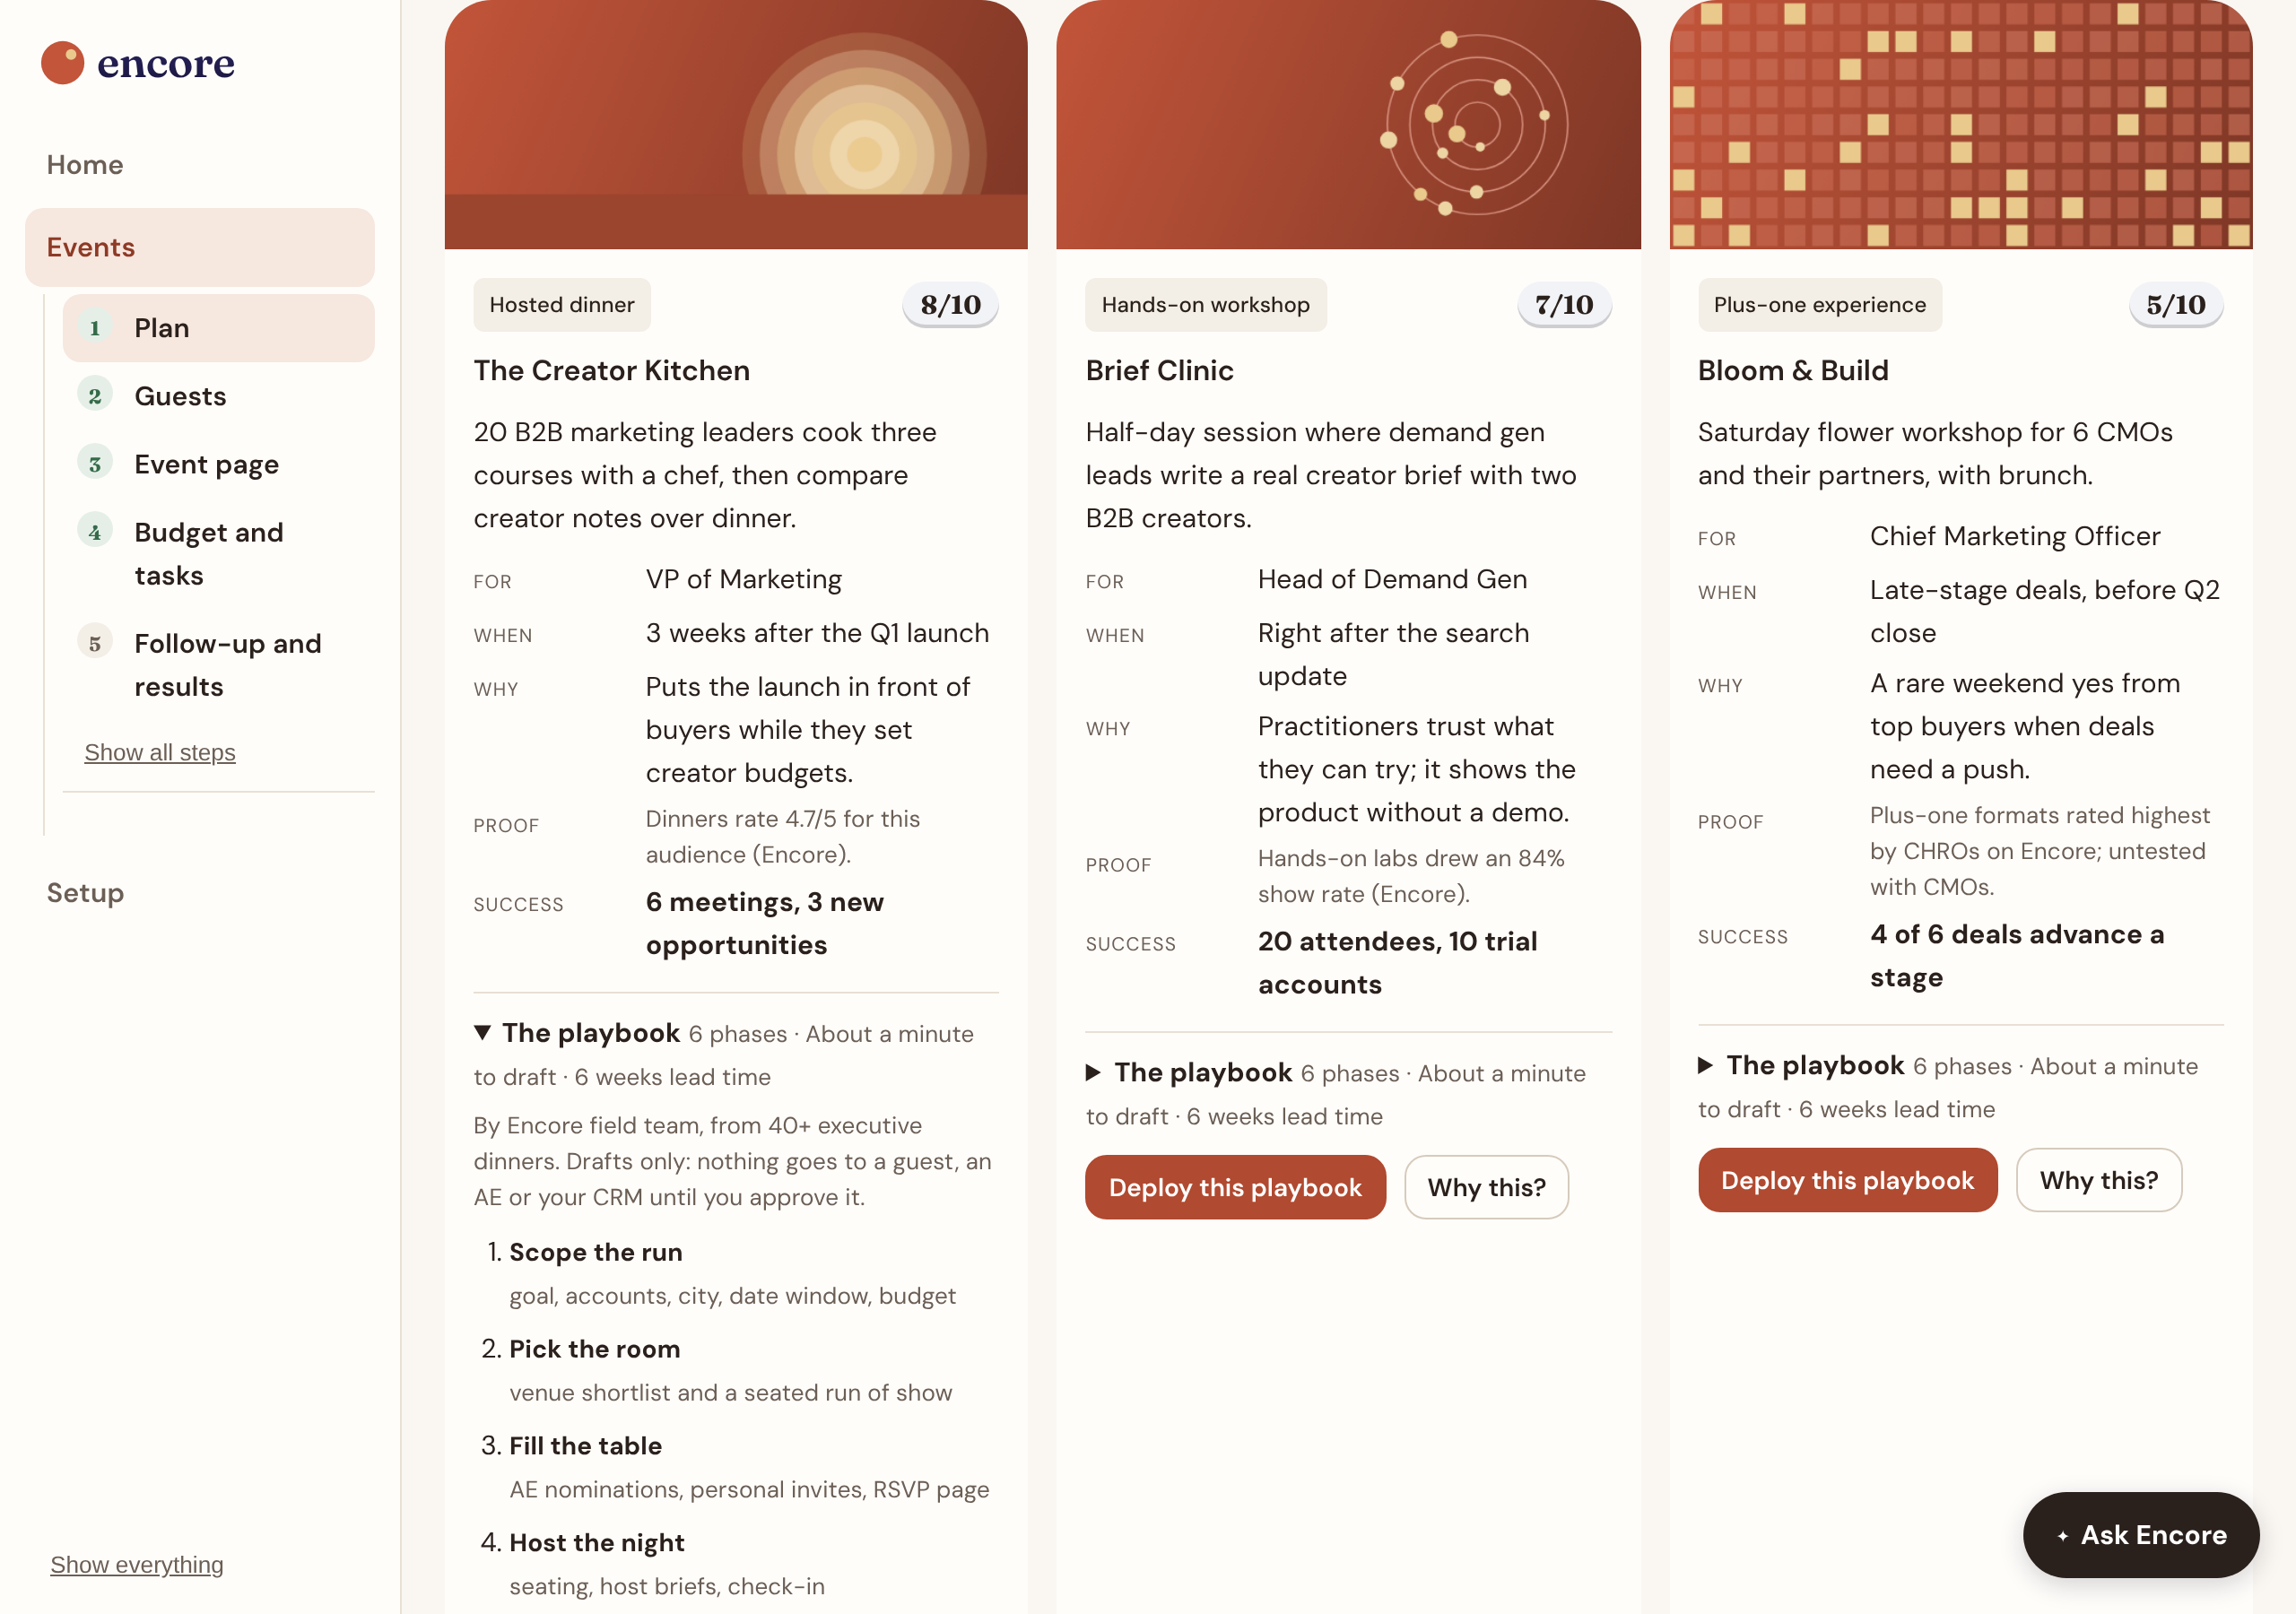 encore
Home
Events
1 Plan
2 Guests
3 Event page
4 Budget and
tasks
5 Follow-up and
results
Show all steps
Setup
Show everything
Hosted dinner 8/10
The Creator Kitchen
20 B2B marketing leaders cook three
courses with a chef, then compare
creator notes over dinner.
FOR VP of Marketing
WHEN 3 weeks after the Q1 launch
WHY Puts the launch in front of
buyers while they set
creator budgets.
PROOF Dinners rate 4.7/5 for this
audience (Encore).
SUCCESS 6 meetings, 3 new
opportunities
▼ The playbook 6 phases · About a minute
to draft · 6 weeks lead time
By Encore field team, from 40+ executive
dinners. Drafts only: nothing goes to a guest, an
AE or your CRM until you approve it.
1. Scope the run
goal, accounts, city, date window, budget
2. Pick the room
venue shortlist and a seated run of show
3. Fill the table
AE nominations, personal invites, RSVP page
4. Host the night
seating, host briefs, check-in
Hands-on workshop 7/10
Brief Clinic
Half-day session where demand gen
leads write a real creator brief with two
B2B creators.
FOR Head of Demand Gen
WHEN Right after the search
update
WHY Practitioners trust what
they can try; it shows the
product without a demo.
PROOF Hands-on labs drew an 84%
show rate (Encore).
SUCCESS 20 attendees, 10 trial
accounts
▶ The playbook 6 phases · About a minute
to draft · 6 weeks lead time
Deploy this playbook Why this?
Plus-one experience 5/10
Bloom & Build
Saturday flower workshop for 6 CMOs
and their partners, with brunch.
FOR Chief Marketing Officer
WHEN Late-stage deals, before Q2
close
WHY A rare weekend yes from
top buyers when deals
need a push.
PROOF Plus-one formats rated highest
by CHROs on Encore; untested
with CMOs.
SUCCESS 4 of 6 deals advance a
stage
▶ The playbook 6 phases · About a minute
to draft · 6 weeks lead time
Deploy this playbook Why this?
✦ Ask Encore